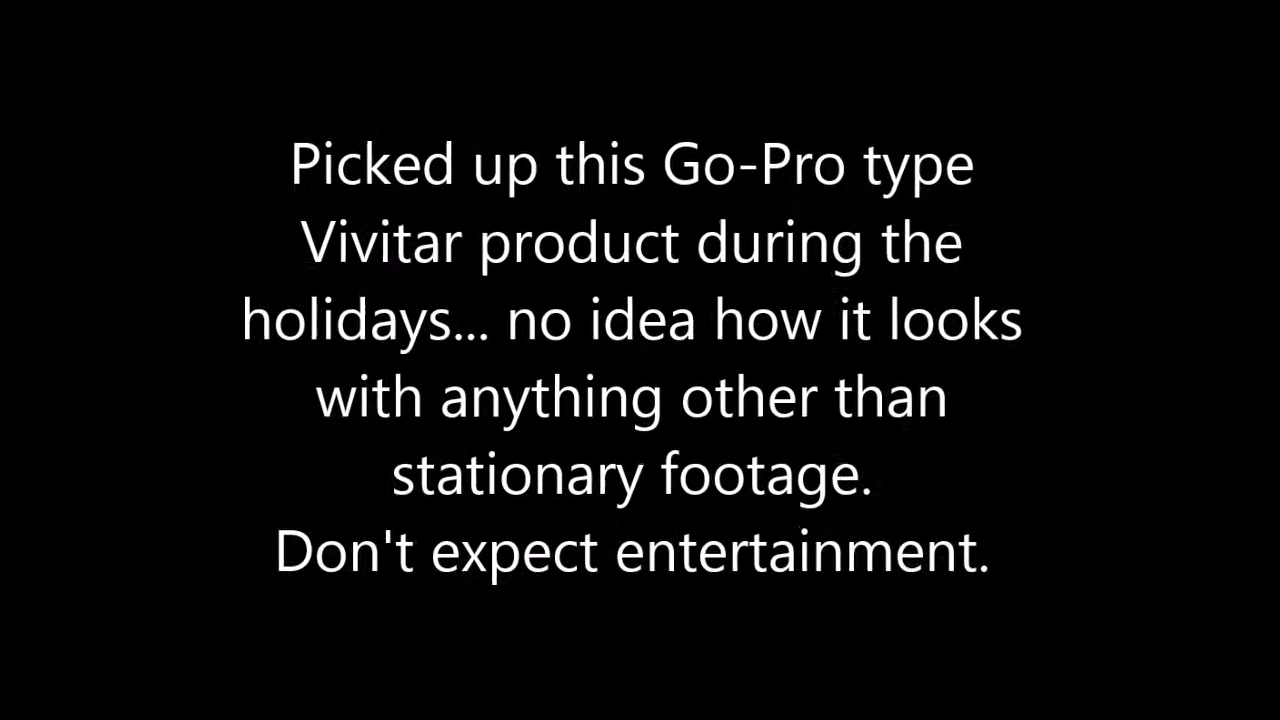 Picked up this Go-Pro type
Vivitar product during the
holidays... no idea how it looks
with anything other than
stationary footage.
Don't expect entertainment.